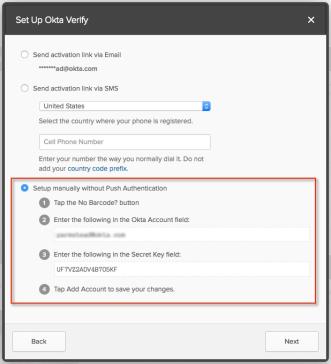 Set Up Okta Verify
Send activation link via Email
*******ad@okta.com
Send activation link via SMS
United States
Select the country where your phone is registered.
Cell Phone Number
Enter your number the way you normally dial it. Do not
add your country code prefix.
Setup manually without Push Authentication
1 Tap the No Barcode? button
2 Enter the following in the Okta Account field:
3 Enter the following in the Secret Key field:
UF7VZ2ADV4B7O5KF
4 Tap Add Account to save your changes.
Back
Next